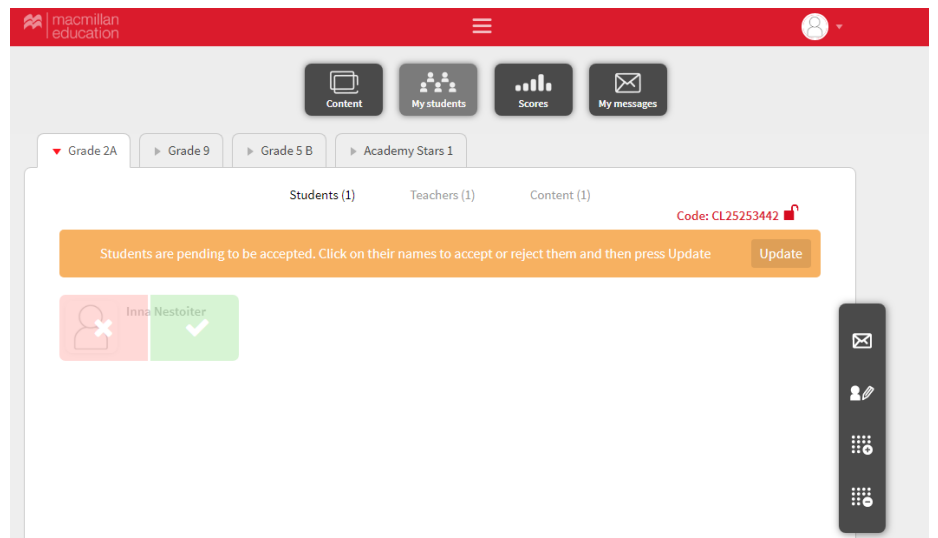 macmillan
education
Content
My students
Scores
My messages
Grade 2A
Grade 9
Grade 5 B
Academy Stars 1
Students (1)
Teachers (1)
Content (1)
Code: CL25253442
Students are pending to be accepted. Click on their names to accept or reject them and then press Update
Update
Inna Nestoiter